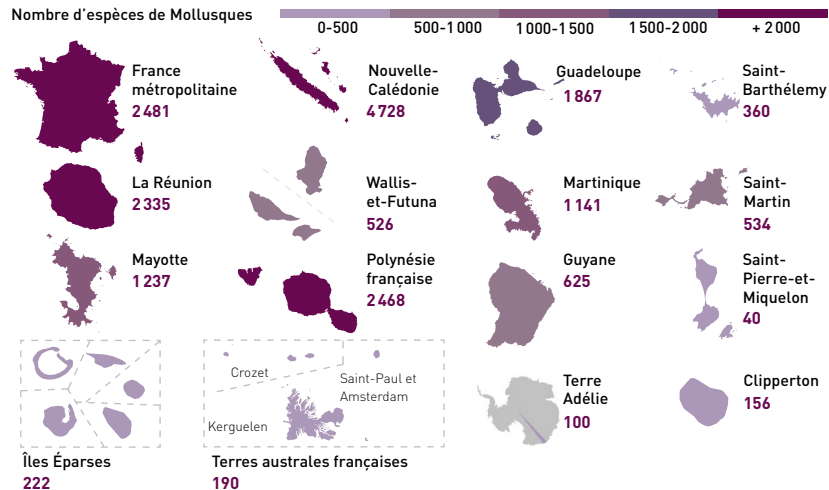 Nombre d'espèces de Mollusques
0-500
500-1 000
1 000-1 500
1 500-2 000
+ 2 000
France
métropolitaine
2 481
Nouvelle-
Calédonie
4 728
Guadeloupe
1 867
Saint-
Barthélemy
360
La Réunion
2 335
Wallis-
et-Futuna
526
Martinique
1 141
Saint-
Martin
534
Mayotte
1 237
Polynésie
française
2 468
Guyane
625
Saint-
Pierre-et-
Miquelon
40
Crozet
Saint-Paul et
Amsterdam
Kerguelen
Terre
Adélie
100
Clipperton
156
Îles Éparses
222
Terres australes françaises
190